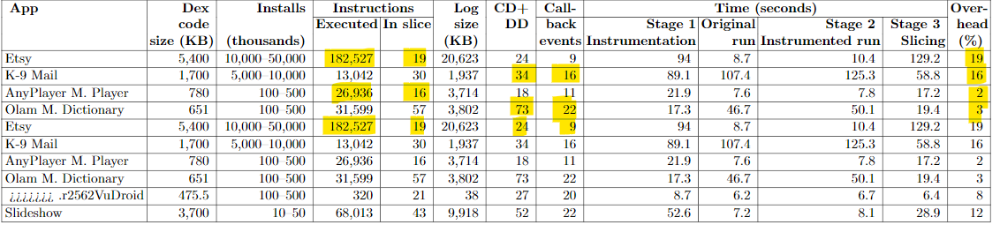 App Dex Installs Instructions Log CD+ Call- Time (seconds) Over-
code Executed In slice size DD back Stage 1 Original Stage 2 Stage 3 head
size (KB) (thousands) (KB) events Instrumentation run Instrumented run Slicing (%)
Etsy 5,400 10,000–50,000 182,527 19 20,623 24 9 94 8.7 10.4 129.2 19
K-9 Mail 1,700 5,000–10,000 13,042 30 1,937 34 16 89.1 107.4 125.3 58.8 16
AnyPlayer M. Player 780 100–500 26,936 16 3,714 18 11 21.9 7.6 7.8 17.2 2
Olam M. Dictionary 651 100–500 31,599 57 3,802 73 22 17.3 46.7 50.1 19.4 3
Etsy 5,400 10,000–50,000 182,527 19 20,623 24 9 94 8.7 10.4 129.2 19
K-9 Mail 1,700 5,000–10,000 13,042 30 1,937 34 16 89.1 107.4 125.3 58.8 16
AnyPlayer M. Player 780 100–500 26,936 16 3,714 18 11 21.9 7.6 7.8 17.2 2
Olam M. Dictionary 651 100–500 31,599 57 3,802 73 22 17.3 46.7 50.1 19.4 3
¿¿¿¿¿¿¿ .r2562VuDroid 475.5 100–500 320 21 38 27 20 8.7 6.2 6.7 6.4 8
Slideshow 3,700 10–50 68,013 43 9,918 52 22 52.6 7.2 8.1 28.9 12